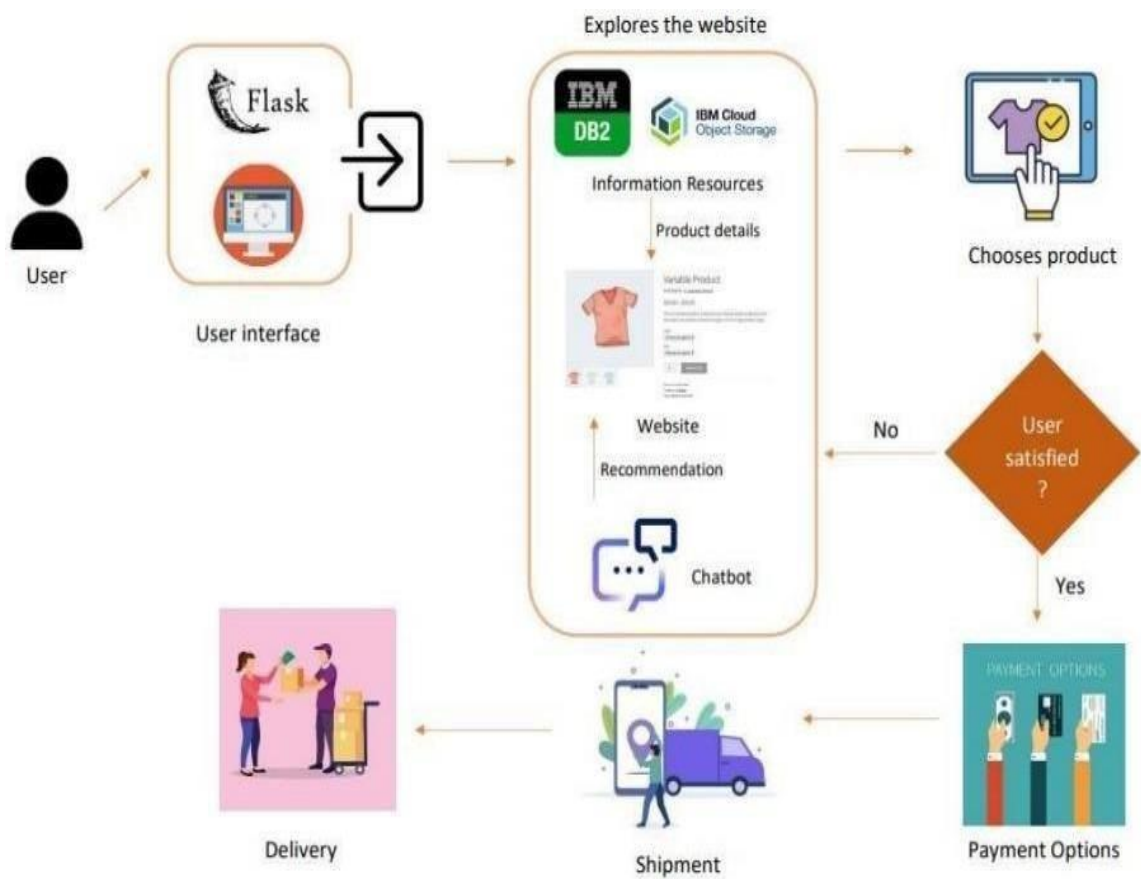 Explores the website
Flask
IBM
DB2
IBM Cloud
Object Storage
Information Resources
Product details
User
User interface
Chooses product
Variable Product
Website
Recommendation
Chatbot
No
User
satisfied
?
Yes
PAYMENT OPTIONS
Delivery
Shipment
Payment Options